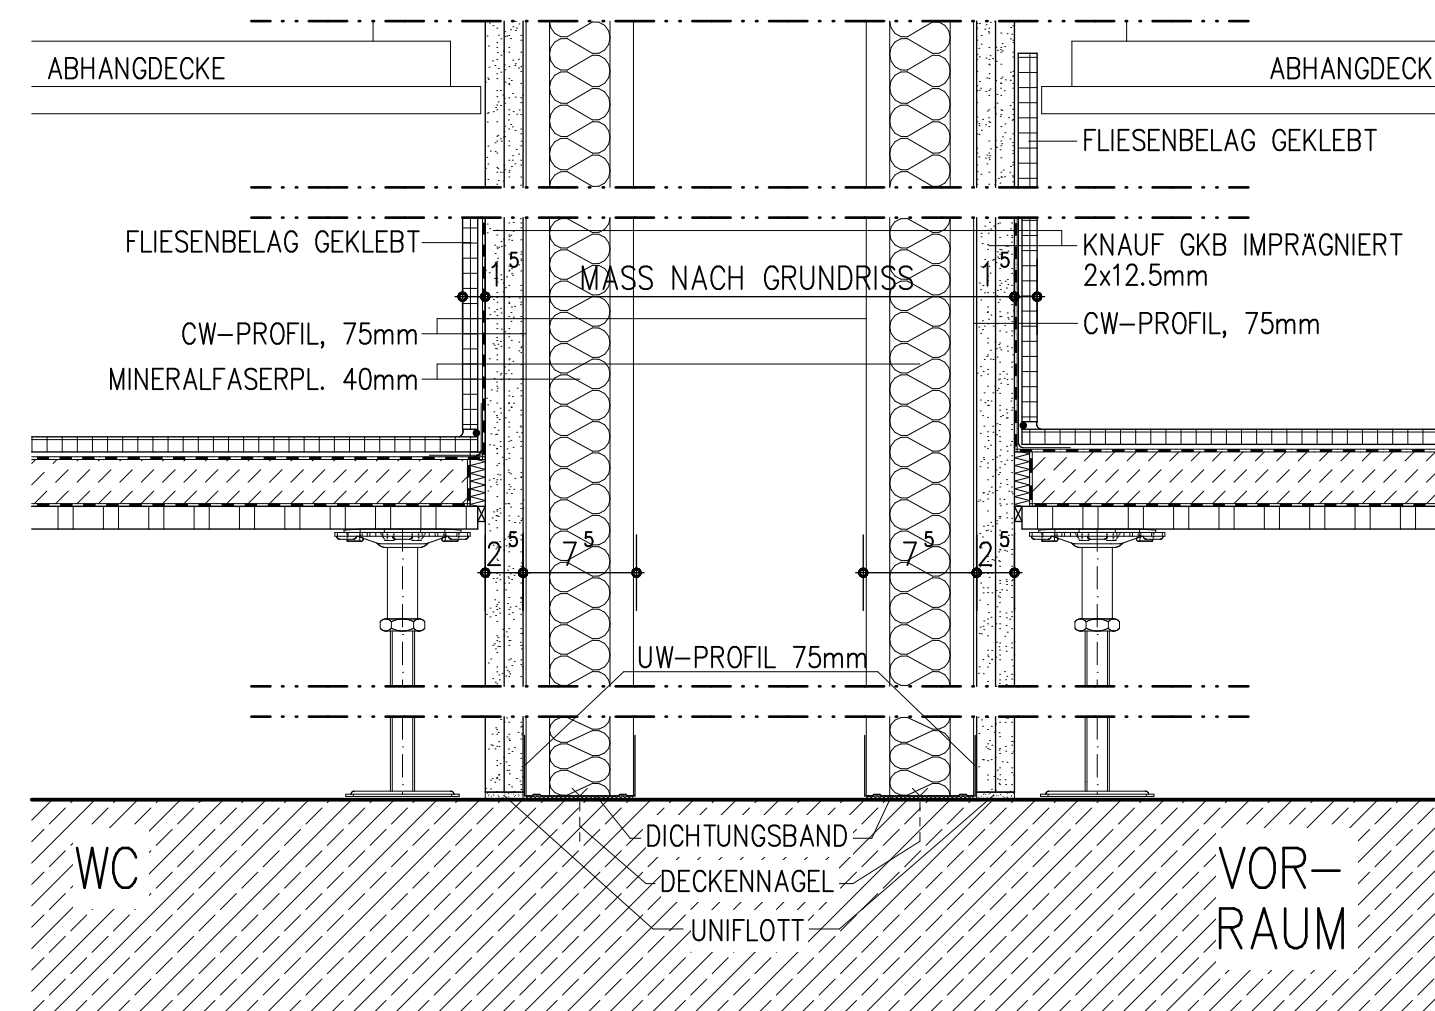 ABHANGDECKE
ABHANGDECK
FLIESENBELAG GEKLEBT
FLIESENBELAG GEKLEBT
KNAUF GKB IMPRÄGNIERT
2x12.5mm
1⁵
MASS NACH GRUNDRISS
1⁵
CW-PROFIL, 75mm
CW-PROFIL, 75mm
MINERALFASERPL. 40mm
2⁵
7⁵
7⁵
2⁵
UW-PROFIL 75mm
DICHTUNGSBAND
WC
DECKENNAGEL
UNIFLOTT
VOR-
RAUM